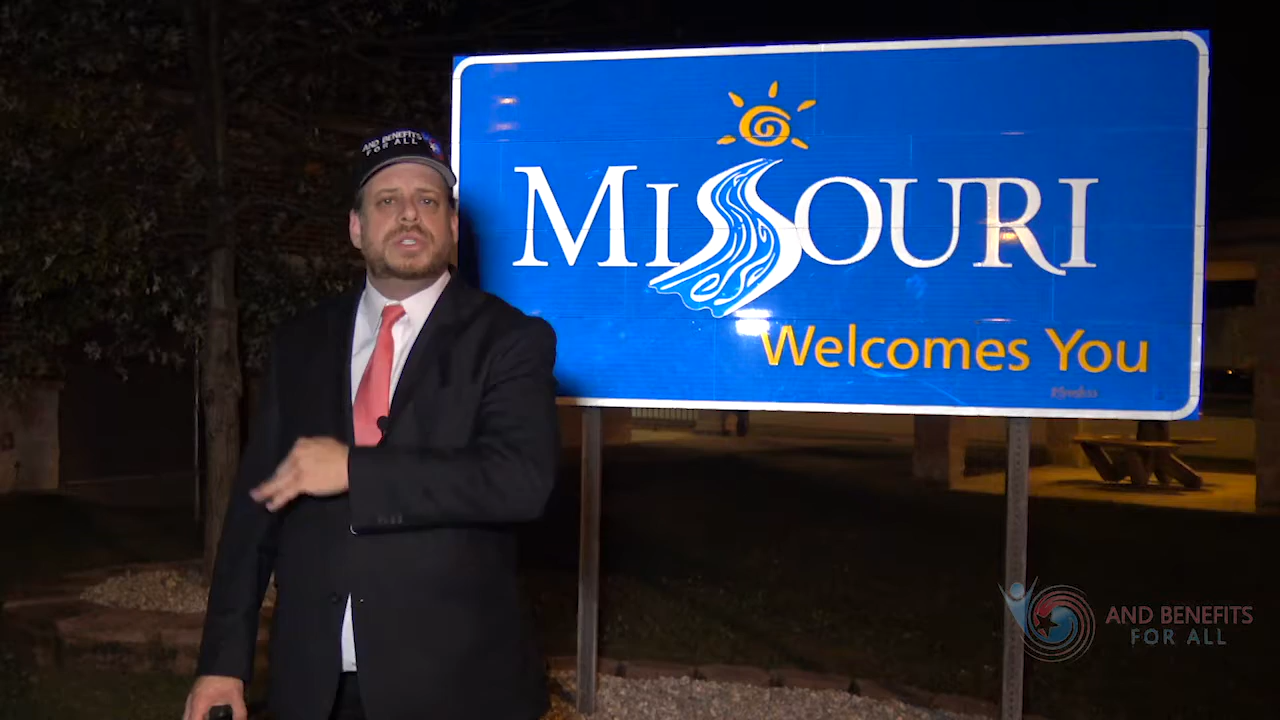 AND BENEFITS
FOR ALL
MISSOURI
Welcomes You
AND BENEFITS
FOR ALL